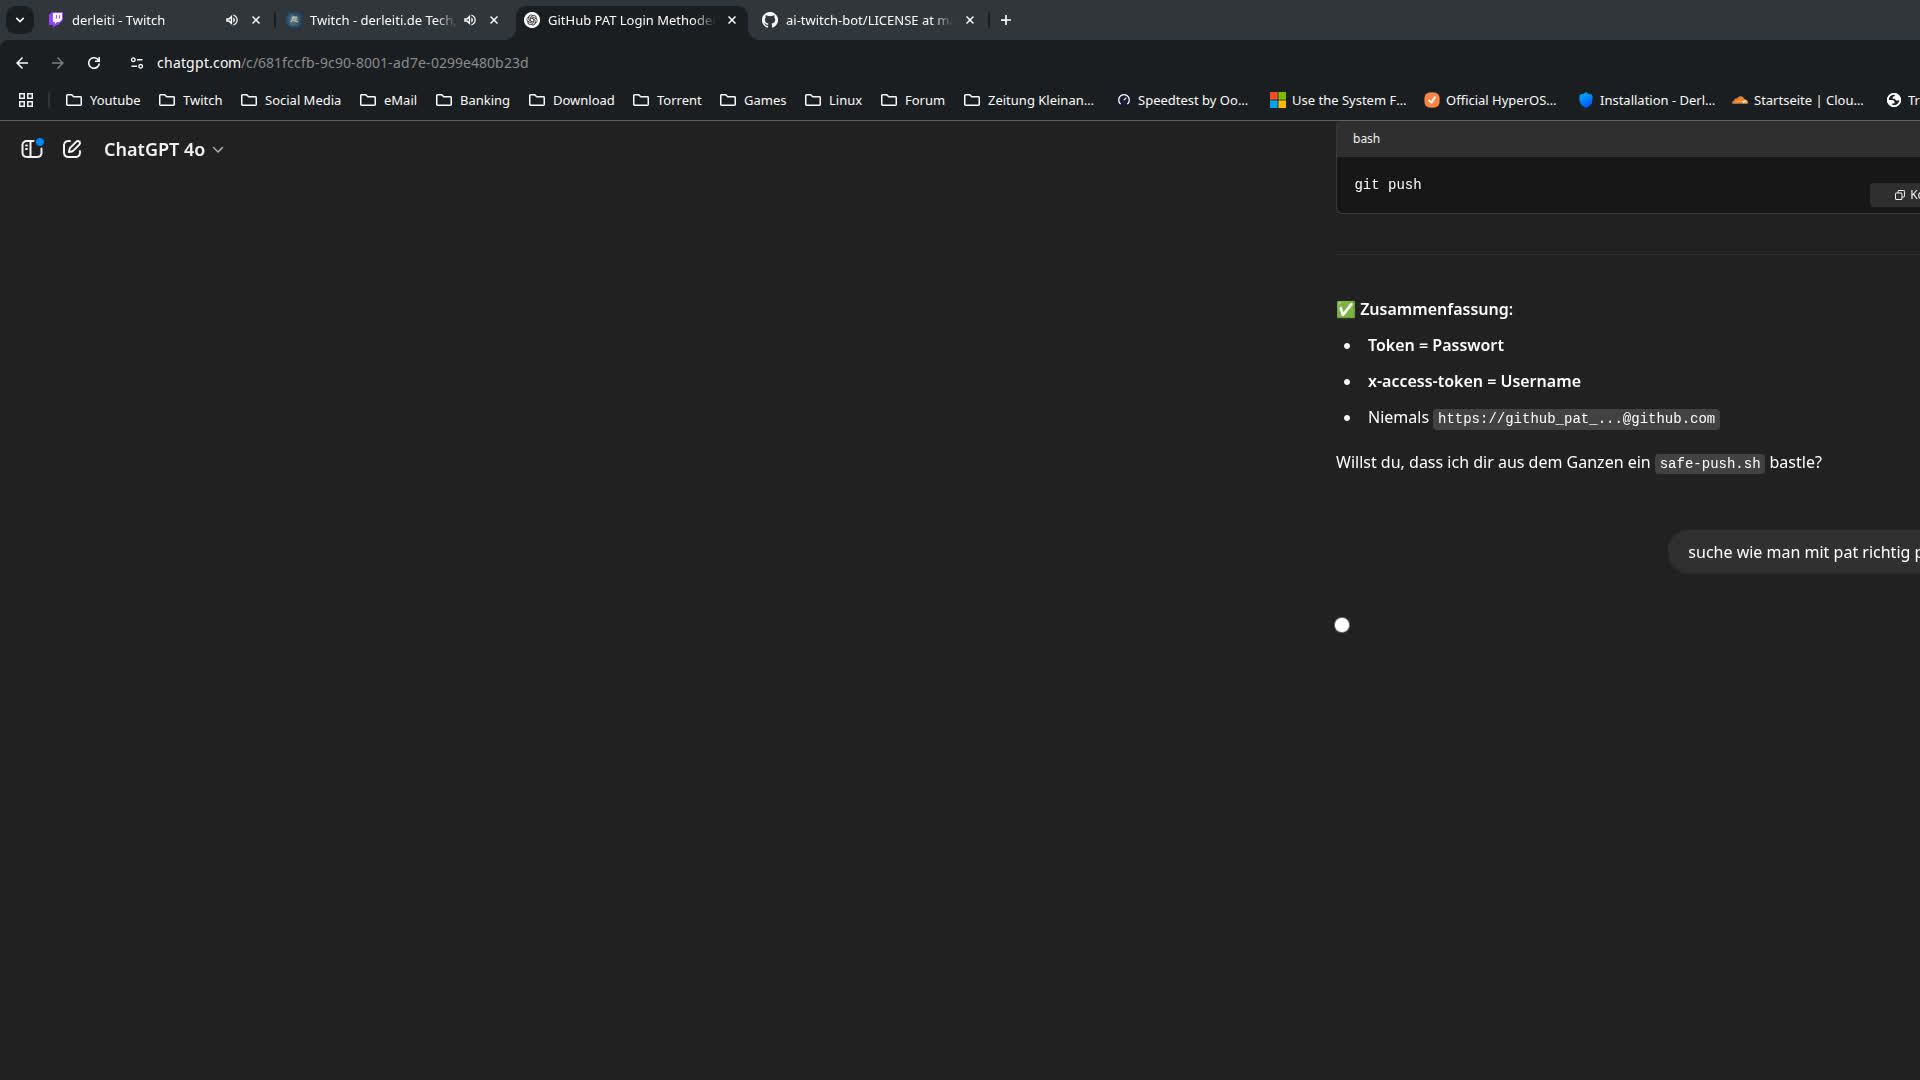 derleiti - Twitch
Twitch - derleiti.de Tech
GitHub PAT Login Methode
ai-twitch-bot/LICENSE at m
chatgpt.com/c/681fccfb-9c90-8001-ad7e-0299e480b23d
Youtube
Twitch
Social Media
eMail
Banking
Download
Torrent
Games
Linux
Forum
Zeitung Kleinan...
Speedtest by Oo...
Use the System F...
Official HyperOS...
Installation - Derl...
Startseite | Clou...
Tr
ChatGPT 4o
bash
git push
Ko
✅ Zusammenfassung:
• Token = Passwort
• x-access-token = Username
• Niemals https://github_pat_...@github.com
Willst du, dass ich dir aus dem Ganzen ein safe-push.sh bastle?
suche wie man mit pat richtig p